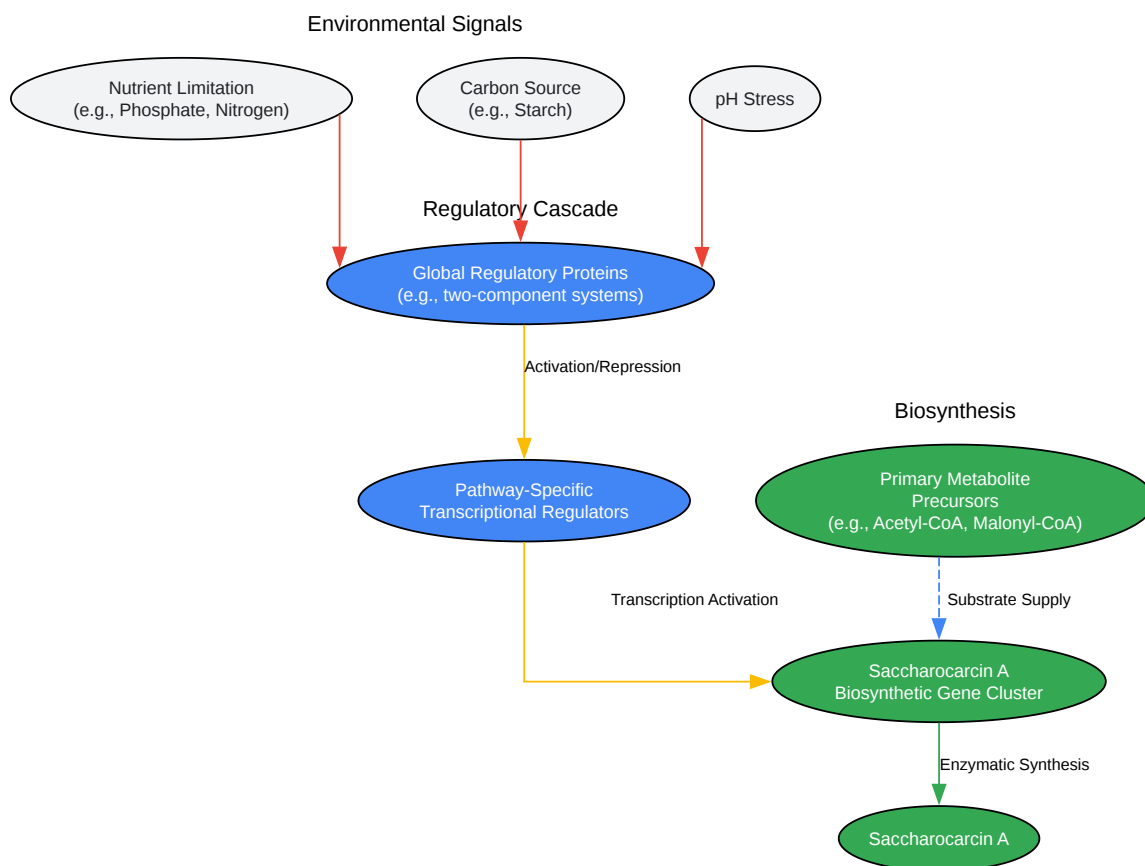 Environmental Signals
Nutrient Limitation
(e.g., Phosphate, Nitrogen)
Carbon Source
(e.g., Starch)
pH Stress
Regulatory Cascade
Global Regulatory Proteins
(e.g., two-component systems)
Activation/Repression
Biosynthesis
Pathway-Specific
Transcriptional Regulators
Primary Metabolite
Precursors
(e.g., Acetyl-CoA, Malonyl-CoA)
Transcription Activation
Substrate Supply
Saccharocarcin A
Biosynthetic Gene Cluster
Enzymatic Synthesis
Saccharocarcin A